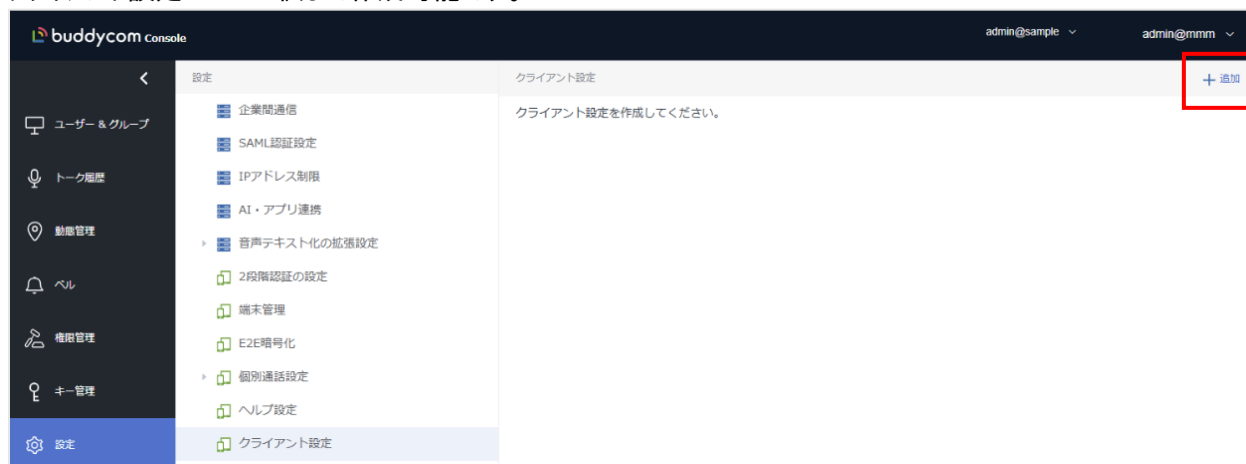 buddycom Console
admin@sample
admin@mmm
設定
クライアント設定
追加
ユーザー & グループ
トーク履歴
動態管理
ベル
権限管理
キー管理
設定
企業間通信
SAML認証設定
IPアドレス制限
AI・アプリ連携
音声テキスト化の拡張設定
2段階認証の設定
端末管理
E2E暗号化
個別通話設定
ヘルプ設定
クライアント設定
クライアント設定を作成してください。